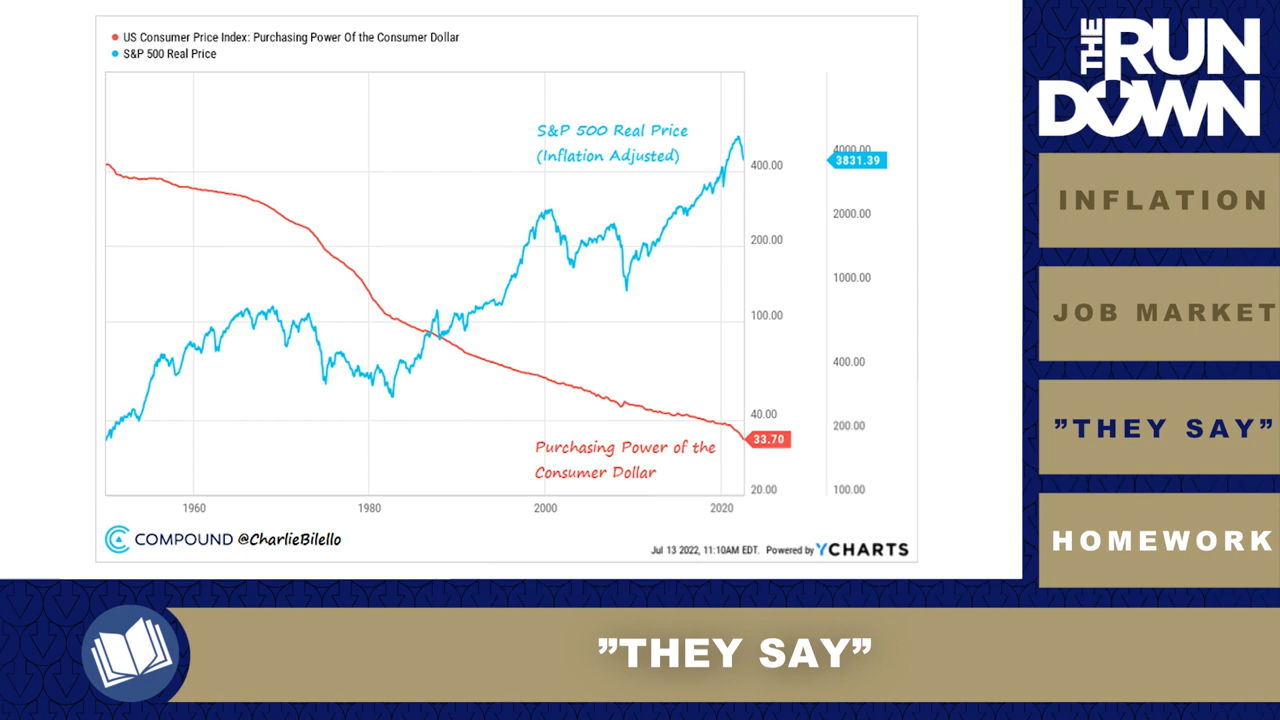 US Consumer Price Index: Purchasing Power Of the Consumer Dollar
S&P 500 Real Price
S&P 500 Real Price
(Inflation Adjusted)
4000.00
400.00
3831.39
2000.00
200.00
1000.00
100.00
400.00
40.00
200.00
33.70
20.00
100.00
Purchasing Power of the
Consumer Dollar
1960
1980
2000
2020
COMPOUND @CharlieBilello
Jul 13 2022, 11:10AM EDT. Powered by YCHARTS
THE RUN
DOWN
INFLATION
JOB MARKET
”THEY SAY”
HOMEWORK
”THEY SAY”